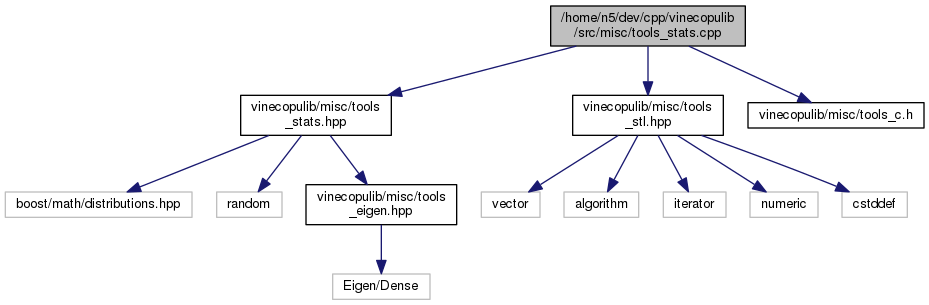 /home/n5/dev/cpp/vinecopulib
/src/misc/tools_stats.cpp
vinecopulib/misc/tools
_stats.hpp
vinecopulib/misc/tools
_stl.hpp
vinecopulib/misc/tools_c.h
boost/math/distributions.hpp
random
vinecopulib/misc/tools
_eigen.hpp
vector
algorithm
iterator
numeric
cstddef
Eigen/Dense